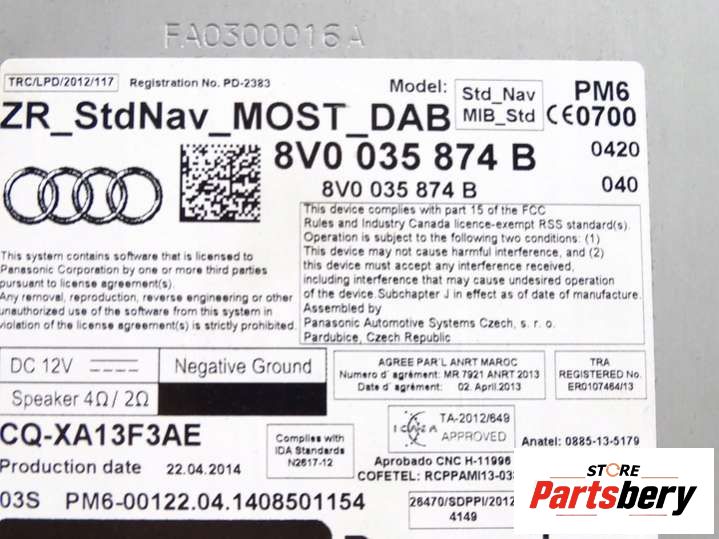 FA0300016A
TRC/LPD/2012/117
Registration No. PD-2383
Model:
Std_Nav
MIB_Std
PM6
CE0700
ZR_StdNav_MOST_DAB
8V0 035 874 B
0420
8V0 035 874 B
040
This device complies with part 15 of the FCC
Rules and Industry Canada licence-exempt RSS standard(s).
Operation is subject to the following two conditions: (1)
This device may not cause harmful interference, and (2)
this device must accept any interference received,
including interference that may cause undesired operation
of the device.Subchapter J in effect as of date of manufacture.
Assembled by
Panasonic Automotive Systems Czech, s. r. o.
Pardubice, Czech Republic
This system contains software that is licensed to
Panasonic Corporation by one or more third parties
pursuant to license agreement(s).
Any removal, reproduction, reverse engineering or other
unauthorized use of the software from this system in
violation of the license agreement(s) is strictly prohibited.
DC 12V
Negative Ground
Speaker 4Ω/ 2Ω
AGREE PAR'L ANRT MAROC
Numero d`agrément: MR 7921 ANRT 2013
Date d`agrément: 02. April.2013
TRA
REGISTERED No.
ER0107464/13
CQ-XA13F3AE
Complies with
IDA Standards
N2617-12
TA-2012/649
APPROVED
Anatel: 0885-13-5179
Production date 22.04.2014
Aprobado CNC H-11996
COFETEL: RCPPAMI13-03
03S PM6-00122.04.1408501154
26470/SDPPI/2012
4149
STORE
Partsbery